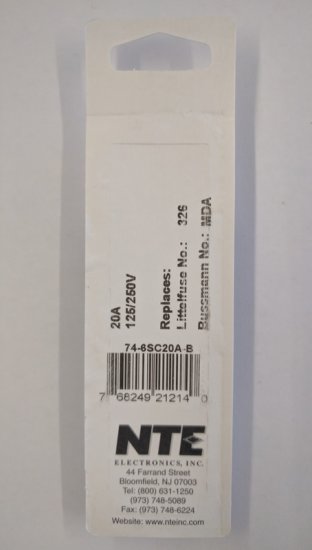 20A
125/250V
Replaces:
Littelfuse No.: 326
Bussmann No.: MDA
74-6SC20A-B
7 68249 21214 0
NTE
ELECTRONICS, INC.
44 Farrand Street
Bloomfield, NJ 07003
Tel: (800) 631-1250
(973) 748-5089
Fax: (973) 748-6224
Website: www.nteinc.com